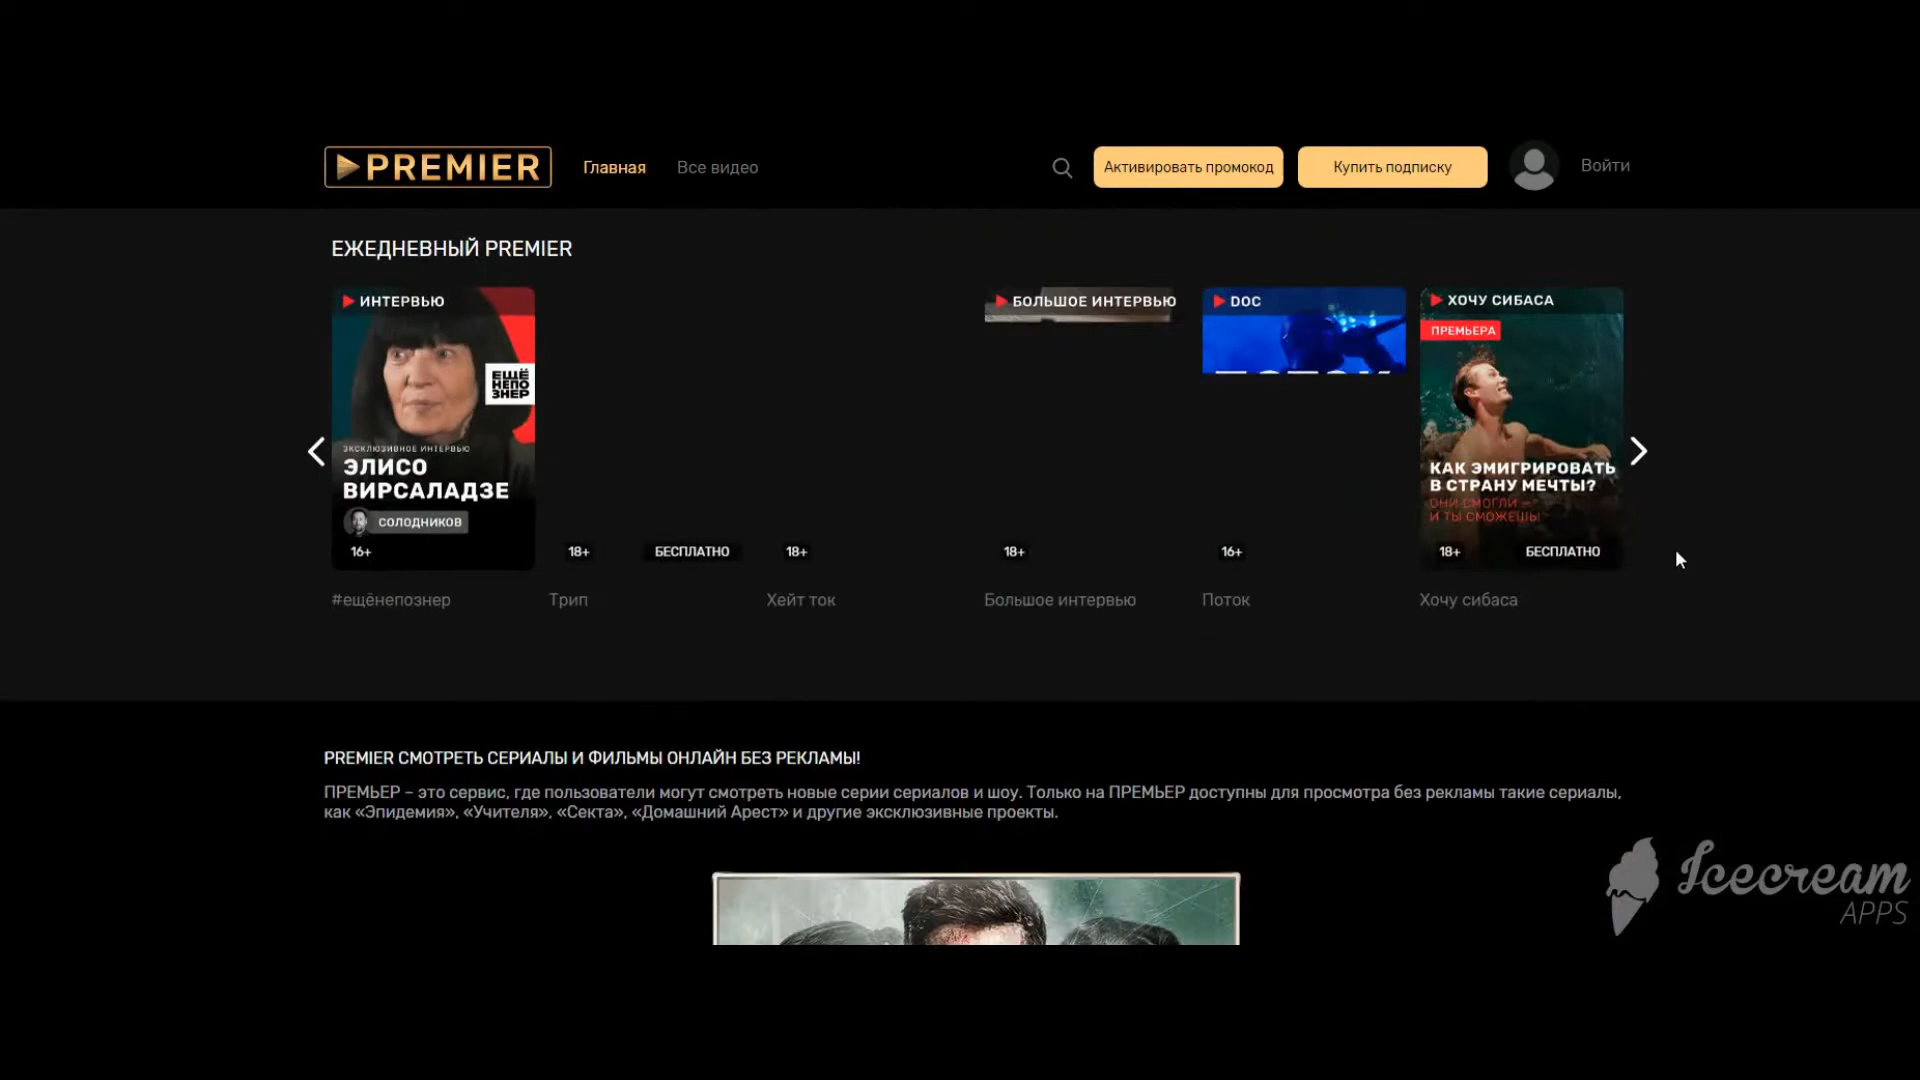 PREMIER
Главная
Все видео
Активировать промокод
Купить подписку
Войти
ЕЖЕДНЕВНЫЙ PREMIER
ИНТЕРВЬЮ
ЕЩЁ
НЕПО
ЗНЕР
ЭКСКЛЮЗИВНОЕ ИНТЕРВЬЮ
ЭЛИСО
ВИРСАЛАДЗЕ
СОЛОДНИКОВ
16+
#ещёнепознер
18+
БЕСПЛАТНО
Трип
18+
Хейт ток
БОЛЬШОЕ ИНТЕРВЬЮ
18+
Большое интервью
DOC
16+
Поток
ХОЧУ СИБАСА
ПРЕМЬЕРА
КАК ЭМИГРИРОВАТЬ
В СТРАНУ МЕЧТЫ?
ОНИ СМОГЛИ —
И ТЫ СМОЖЕШЬ!
18+
БЕСПЛАТНО
Хочу сибаса
PREMIER СМОТРЕТЬ СЕРИАЛЫ И ФИЛЬМЫ ОНЛАЙН БЕЗ РЕКЛАМЫ!
ПРЕМЬЕР – это сервис, где пользователи могут смотреть новые серии сериалов и шоу. Только на ПРЕМЬЕР доступны для просмотра без рекламы такие сериалы,
как «Эпидемия», «Учителя», «Секта», «Домашний Арест» и другие эксклюзивные проекты.
Icecream
APPS